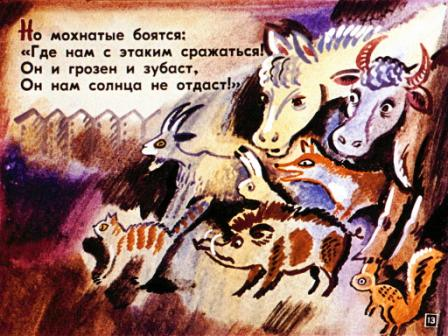 Но мохнатые боятся:
«Где нам с этаким сражаться!
Он и грозен и зубаст,
Он нам солнца не отдаст!»
13